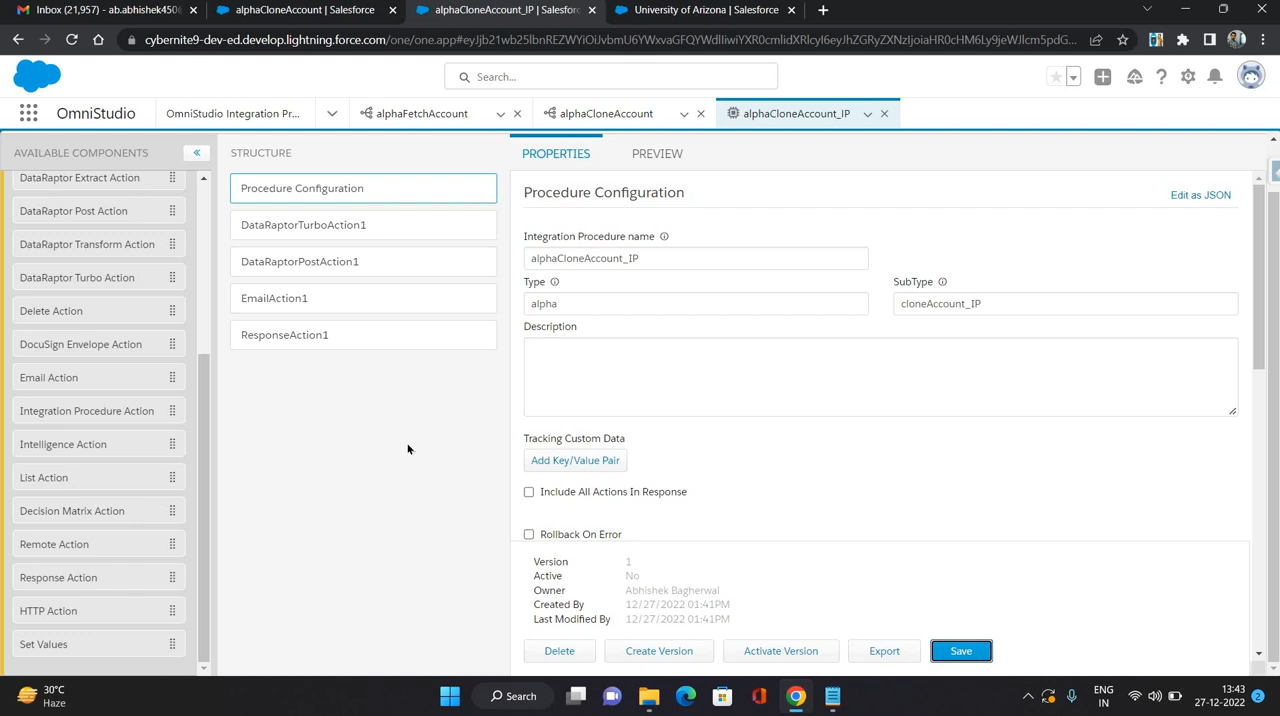 Inbox (21,957) - ab.abhishek450@
alphaCloneAccount | Salesforce
alphaCloneAccount_IP | Salesforce
University of Arizona | Salesforce
OmniStudio
OmniStudio Integration Pr...
alphaFetchAccount
alphaCloneAccount
alphaCloneAccount_IP
Search...
AVAILABLE COMPONENTS
DataRaptor Extract Action
DataRaptor Post Action
DataRaptor Transform Action
DataRaptor Turbo Action
Delete Action
DocuSign Envelope Action
Email Action
Integration Procedure Action
Intelligence Action
List Action
Decision Matrix Action
Remote Action
Response Action
HTTP Action
Set Values
STRUCTURE
Procedure Configuration
DataRaptorTurboAction1
DataRaptorPostAction1
EmailAction1
ResponseAction1
PROPERTIES
PREVIEW
Procedure Configuration
Edit as JSON
Integration Procedure name
alphaCloneAccount_IP
Type
alpha
SubType
cloneAccount_IP
Description
Tracking Custom Data
Add Key/Value Pair
Include All Actions In Response
Rollback On Error
Version 1
Active No
Owner Abhishek Bagherwal
Created By 12/27/2022 01:41PM
Last Modified By 12/27/2022 01:41PM
Delete
Create Version
Activate Version
Export
Save
30°C
Haze
Search
ENG
IN
13:43
27-12-2022
2